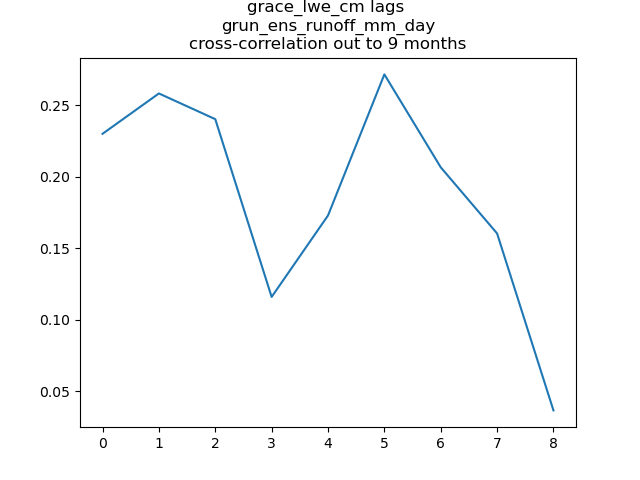 grace_lwe_cm lags
grun_ens_runoff_mm_day
cross-correlation out to 9 months
0.25
0.20
0.15
0.10
0.05
0 1 2 3 4 5 6 7 8